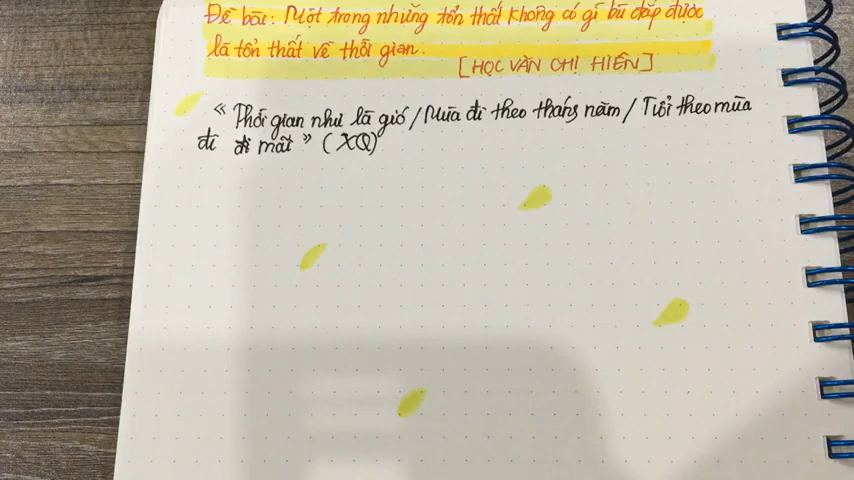 Đề bài: Một trong những tổn thất không có gì bù đắp được
là tổn thất về thời gian.
[HỌC VĂN CHỊ HIÊN]
“Thời gian như là gió/Mùa đi theo tháng năm/Tuổi theo mùa
đi đi mất” (XQ)